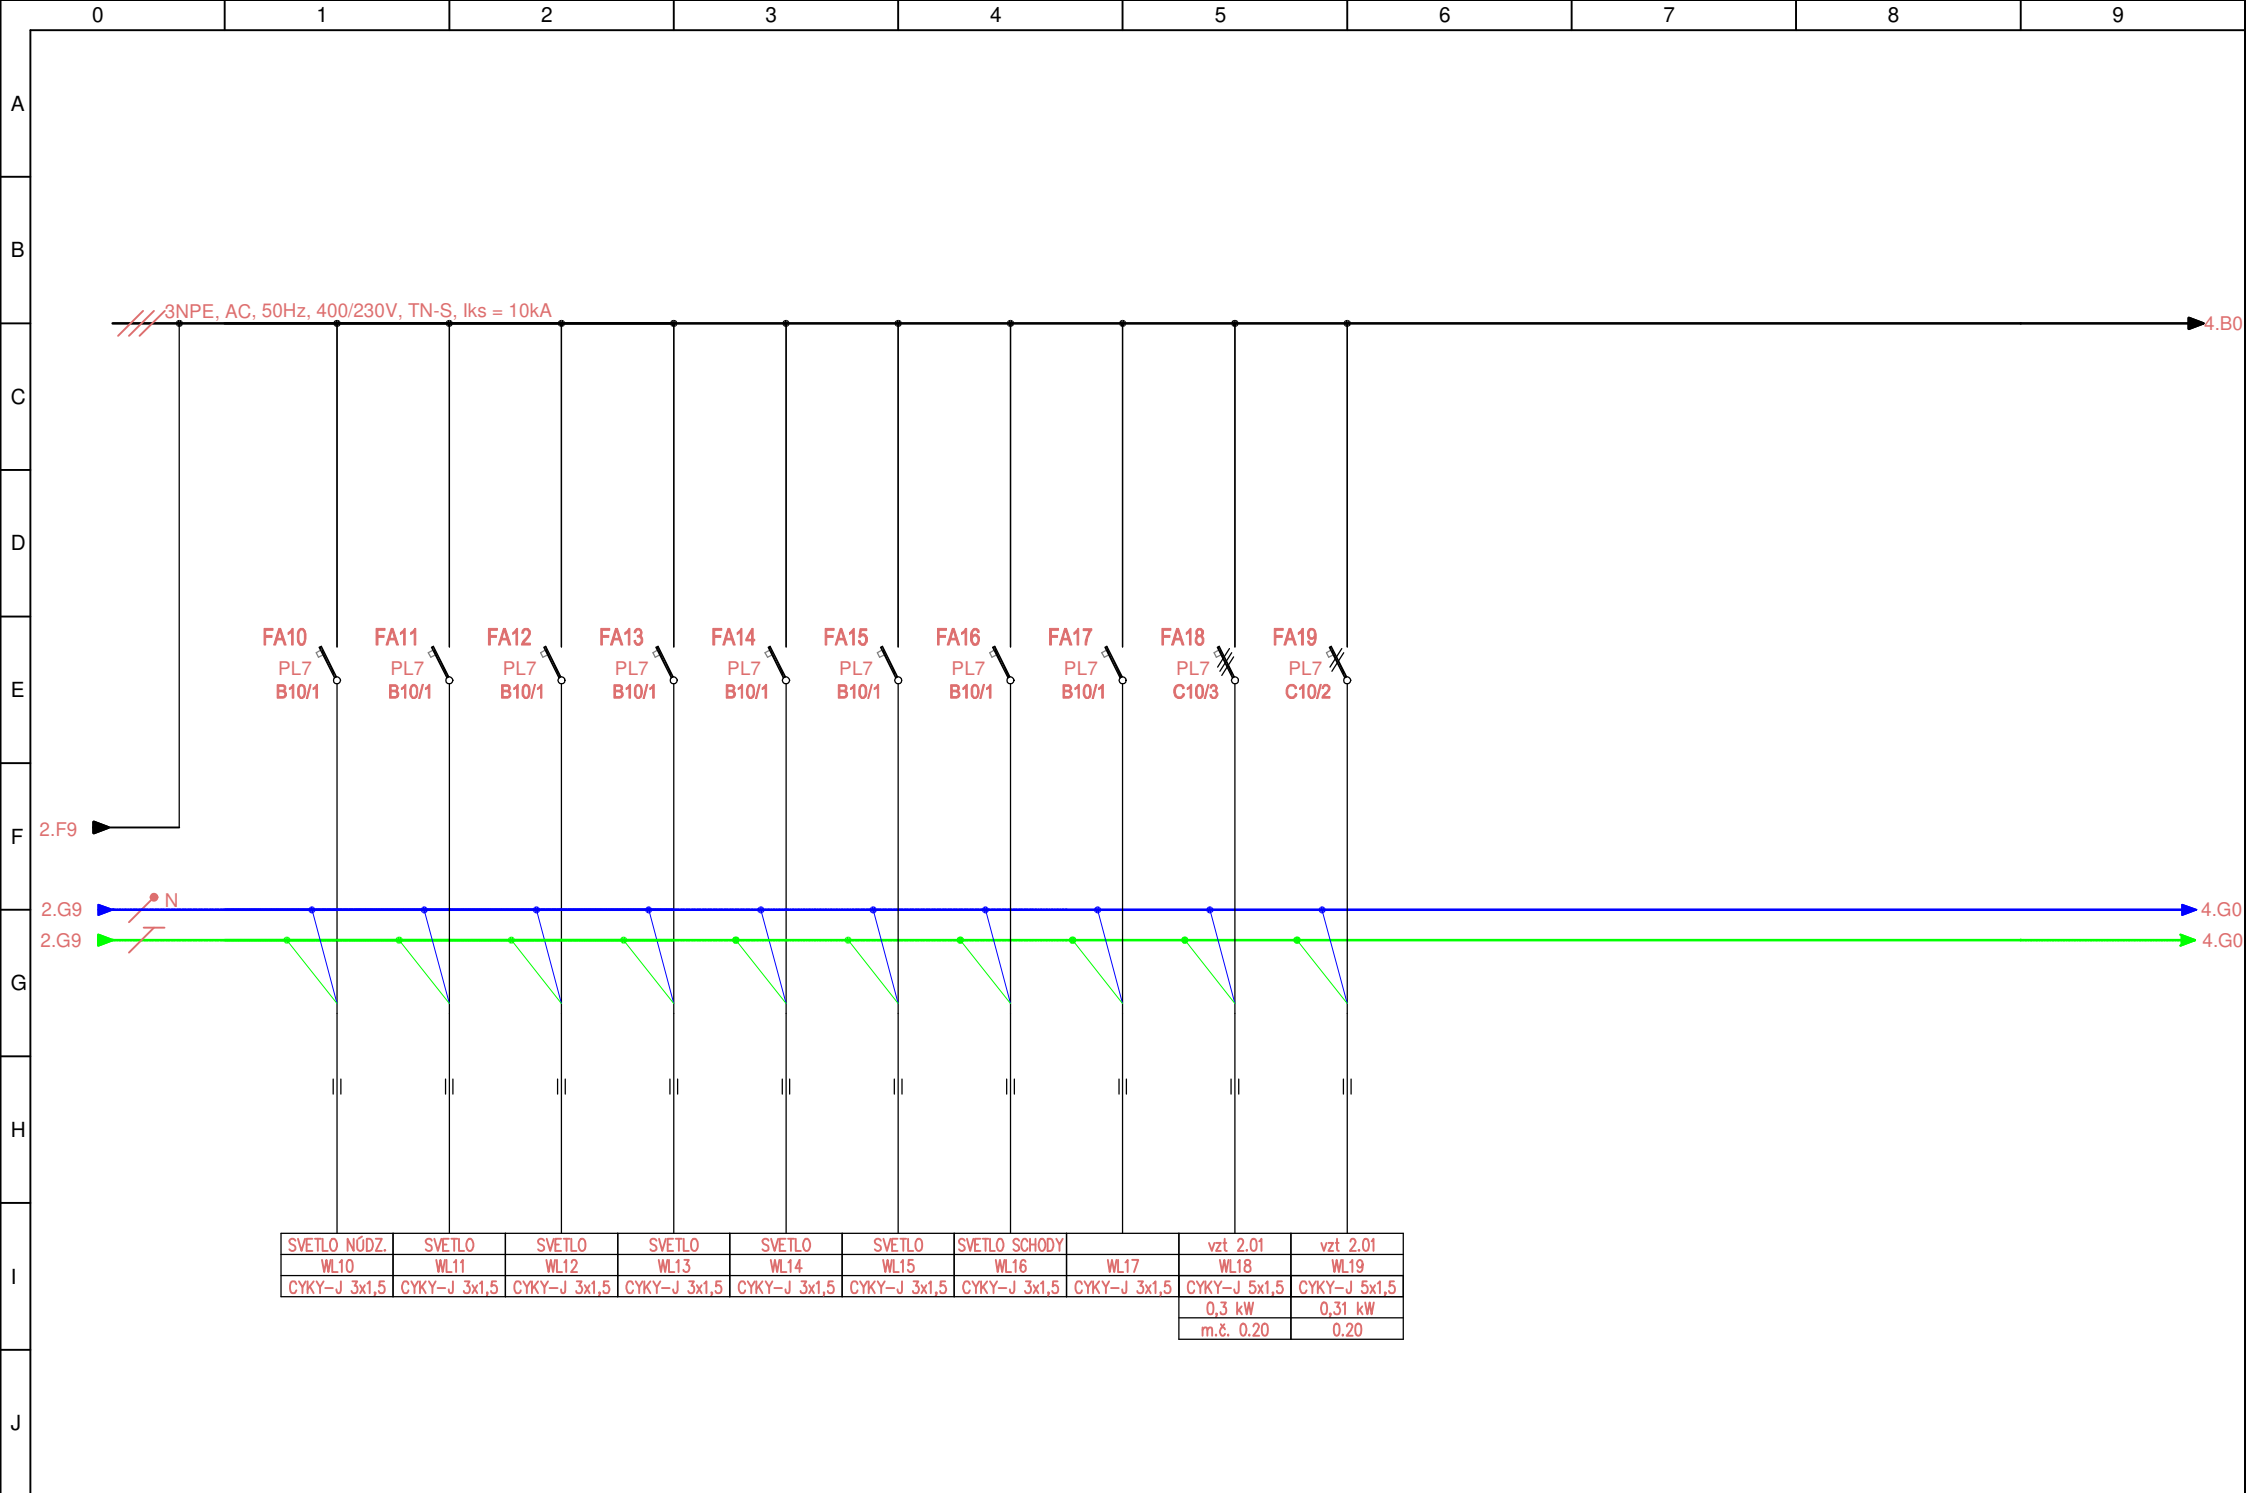 0 1 2 3 4 5 6 7 8 9
A
B
3NPE, AC, 50Hz, 400/230V, TN-S, Iks = 10kA
4.B0
C
D
FA10 FA11 FA12 FA13 FA14 FA15 FA16 FA17 FA18 FA19
PL7 PL7 PL7 PL7 PL7 PL7 PL7 PL7 PL7 PL7
E
B10/1 B10/1 B10/1 B10/1 B10/1 B10/1 B10/1 B10/1 C10/3 C10/2
2.F9
F
N
2.G9 4.G0
2.G9 4.G0
G
H
SVETLO NÚDZ. SVETLO SVETLO SVETLO SVETLO SVETLO SVETLO SCHODY vzt 2.01 vzt 2.01
WL10 WL11 WL12 WL13 WL14 WL15 WL16 WL17 WL18 WL19
I
CYKY-J 3x1,5 CYKY-J 3x1,5 CYKY-J 3x1,5 CYKY-J 3x1,5 CYKY-J 3x1,5 CYKY-J 3x1,5 CYKY-J 3x1,5 CYKY-J 3x1,5 CYKY-J 5x1,5 CYKY-J 5x1,5
0,3 kW 0,31 kW
m.č. 0.20 0.20
J